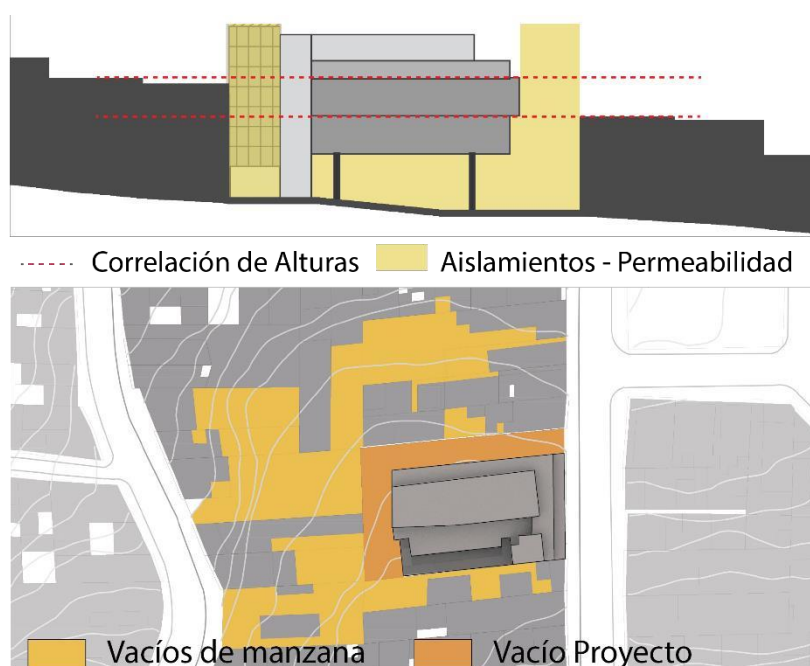 Correlación de Alturas Aislamientos - Permeabilidad
Vacíos de manzana Vacío Proyecto